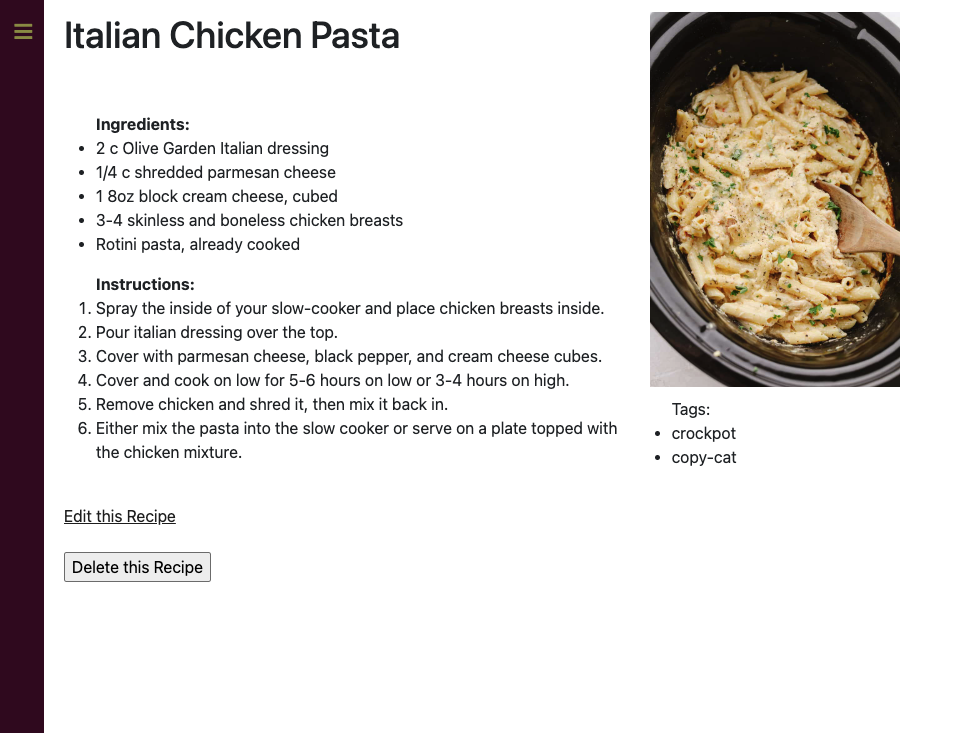 Italian Chicken Pasta
Ingredients:
• 2 c Olive Garden Italian dressing
• 1/4 c shredded parmesan cheese
• 1 8oz block cream cheese, cubed
• 3-4 skinless and boneless chicken breasts
• Rotini pasta, already cooked
Instructions:
1. Spray the inside of your slow-cooker and place chicken breasts inside.
2. Pour italian dressing over the top.
3. Cover with parmesan cheese, black pepper, and cream cheese cubes.
4. Cover and cook on low for 5-6 hours on low or 3-4 hours on high.
5. Remove chicken and shred it, then mix it back in.
6. Either mix the pasta into the slow cooker or serve on a plate topped with
the chicken mixture.
Edit this Recipe
Delete this Recipe
Tags:
• crockpot
• copy-cat